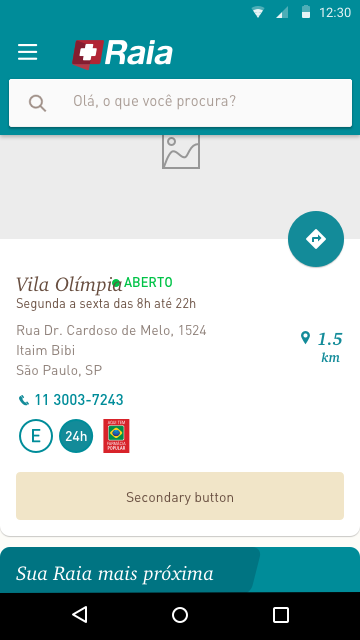 12:30
Raia
Olá, o que você procura?
Vila Olímpia ABERTO
Segunda a sexta das 8h até 22h
Rua Dr. Cardoso de Melo, 1524
Itaim Bibi
São Paulo, SP
1.5
km
11 3003-7243
E 24h
AQUI TEM
FARMÁCIA
POPULAR
Secondary button
Sua Raia mais próxima